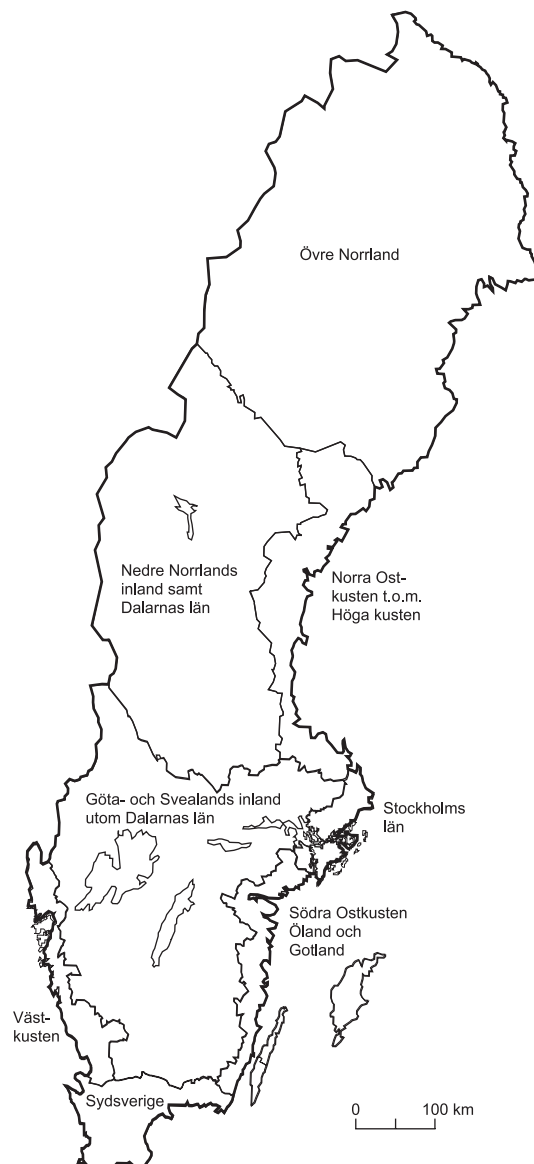 Övre Norrland
Nedre Norrlands
inland samt
Dalarnas län
Norra Ost-
kusten t.o.m.
Höga kusten
Göta- och Svealands inland
utom Dalarnas län
Stockholms
län
Södra Ostkusten
Öland och
Gotland
Väst-
kusten
Sydsverige
0 100 km